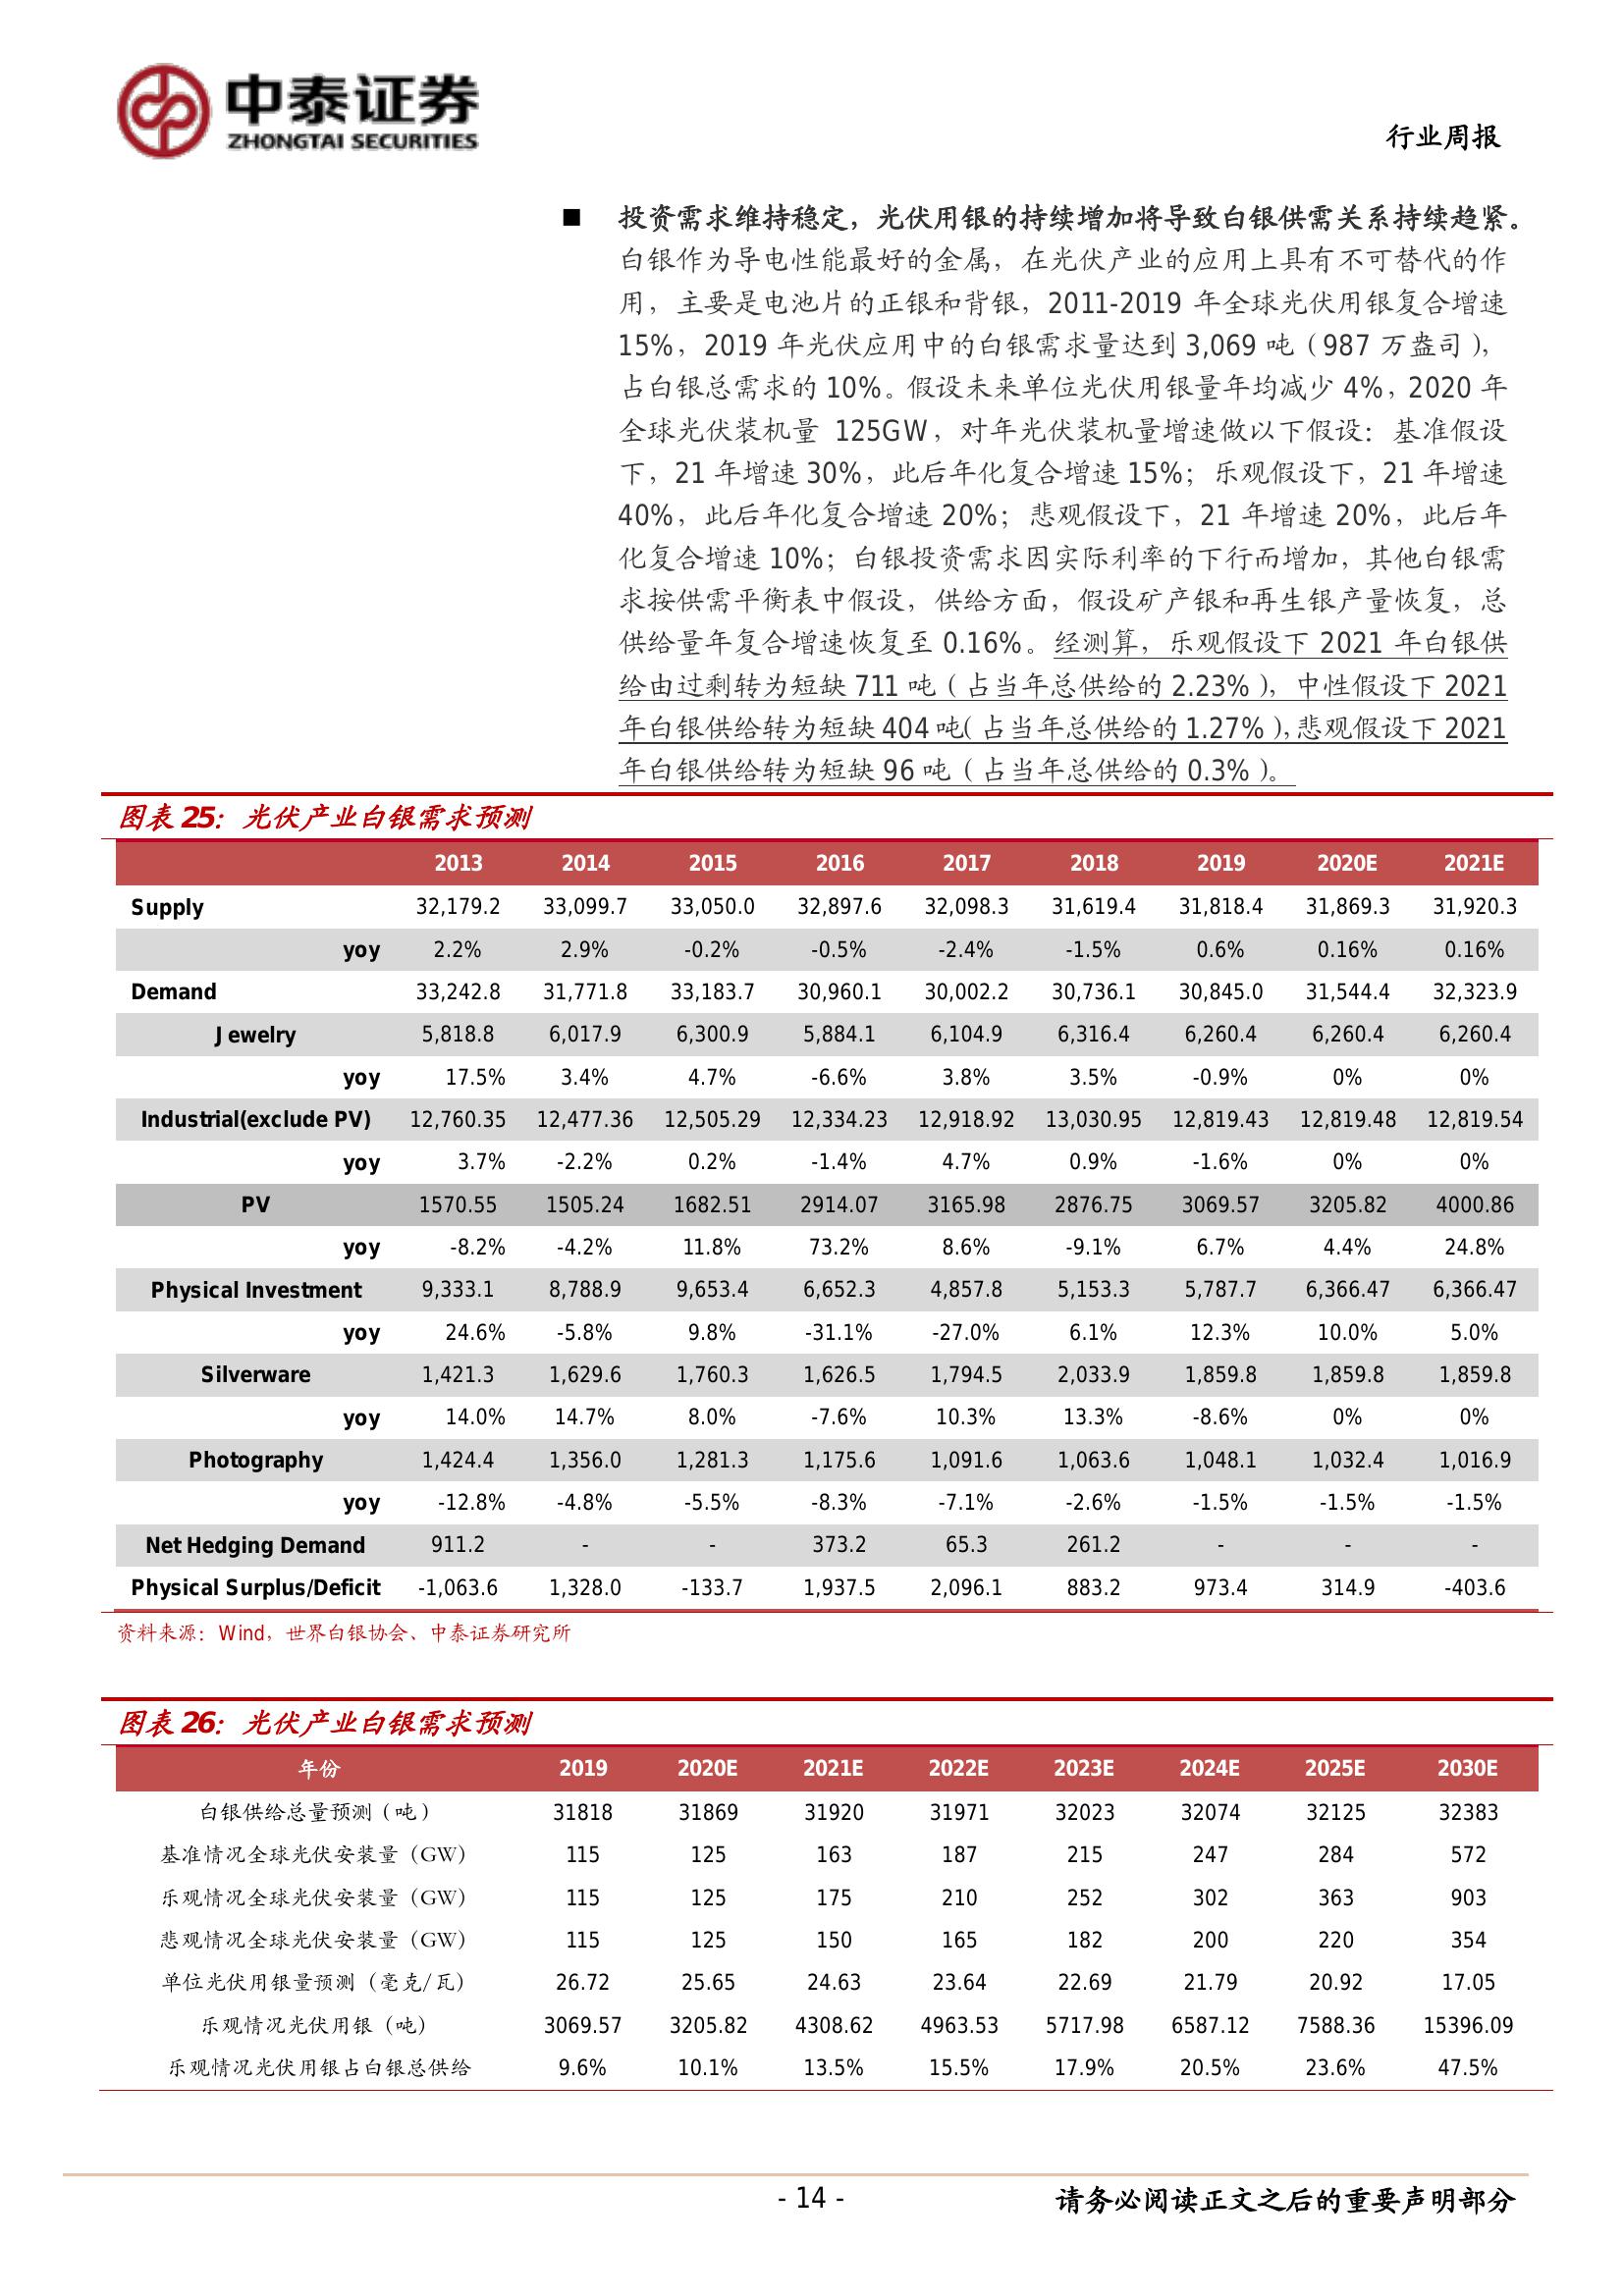 中泰证券
ZHONGTAI SECURITIES
行业周报
■ 投资需求维持稳定，光伏用银的持续增加将导致白银供需关系持续趋紧。
白银作为导电性能最好的金属，在光伏产业的应用上具有不可替代的作
用，主要是电池片的正银和背银，2011-2019 年全球光伏用银复合增速
15%，2019 年光伏应用中的白银需求量达到 3,069 吨（987 万盎司），
占白银总需求的 10%。假设未来单位光伏用银量年均减少 4%，2020 年
全球光伏装机量 125GW，对年光伏装机量增速做以下假设：基准假设
下，21 年增速 30%，此后年化复合增速 15%；乐观假设下，21 年增速
40%，此后年化复合增速 20%；悲观假设下，21 年增速 20%，此后年
化复合增速 10%；白银投资需求因实际利率的下行而增加，其他白银需
求按供需平衡表中假设，供给方面，假设矿产银和再生银产量恢复，总
供给量年复合增速恢复至 0.16%。经测算，乐观假设下 2021 年白银供
给由过剩转为短缺 711 吨（占当年总供给的 2.23%），中性假设下 2021
年白银供给转为短缺 404 吨（占当年总供给的 1.27%），悲观假设下 2021
年白银供给转为短缺 96 吨（占当年总供给的 0.3%）。
图表 25：光伏产业白银需求预测
2013 2014 2015 2016 2017 2018 2019 2020E 2021E
Supply 32,179.2 33,099.7 33,050.0 32,897.6 32,098.3 31,619.4 31,818.4 31,869.3 31,920.3
yoy 2.2% 2.9% -0.2% -0.5% -2.4% -1.5% 0.6% 0.16% 0.16%
Demand 33,242.8 31,771.8 33,183.7 30,960.1 30,002.2 30,736.1 30,845.0 31,544.4 32,323.9
Jewelry 5,818.8 6,017.9 6,300.9 5,884.1 6,104.9 6,316.4 6,260.4 6,260.4 6,260.4
yoy 17.5% 3.4% 4.7% -6.6% 3.8% 3.5% -0.9% 0% 0%
Industrial(exclude PV) 12,760.35 12,477.36 12,505.29 12,334.23 12,918.92 13,030.95 12,819.43 12,819.48 12,819.54
yoy 3.7% -2.2% 0.2% -1.4% 4.7% 0.9% -1.6% 0% 0%
PV 1570.55 1505.24 1682.51 2914.07 3165.98 2876.75 3069.57 3205.82 4000.86
yoy -8.2% -4.2% 11.8% 73.2% 8.6% -9.1% 6.7% 4.4% 24.8%
Physical Investment 9,333.1 8,788.9 9,653.4 6,652.3 4,857.8 5,153.3 5,787.7 6,366.47 6,366.47
yoy 24.6% -5.8% 9.8% -31.1% -27.0% 6.1% 12.3% 10.0% 5.0%
Silverware 1,421.3 1,629.6 1,760.3 1,626.5 1,794.5 2,033.9 1,859.8 1,859.8 1,859.8
yoy 14.0% 14.7% 8.0% -7.6% 10.3% 13.3% -8.6% 0% 0%
Photography 1,424.4 1,356.0 1,281.3 1,175.6 1,091.6 1,063.6 1,048.1 1,032.4 1,016.9
yoy -12.8% -4.8% -5.5% -8.3% -7.1% -2.6% -1.5% -1.5% -1.5%
Net Hedging Demand 911.2 - - 373.2 65.3 261.2 - - -
Physical Surplus/Deficit -1,063.6 1,328.0 -133.7 1,937.5 2,096.1 883.2 973.4 314.9 -403.6
资料来源：Wind，世界白银协会、中泰证券研究所
图表 26：光伏产业白银需求预测
年份 2019 2020E 2021E 2022E 2023E 2024E 2025E 2030E
白银供给总量预测（吨） 31818 31869 31920 31971 32023 32074 32125 32383
基准情况全球光伏安装量（GW） 115 125 163 187 215 247 284 572
乐观情况全球光伏安装量（GW） 115 125 175 210 252 302 363 903
悲观情况全球光伏安装量（GW） 115 125 150 165 182 200 220 354
单位光伏用银量预测（毫克/瓦） 26.72 25.65 24.63 23.64 22.69 21.79 20.92 17.05
乐观情况光伏用银（吨） 3069.57 3205.82 4308.62 4963.53 5717.98 6587.12 7588.36 15396.09
乐观情况光伏用银占白银总供给 9.6% 10.1% 13.5% 15.5% 17.9% 20.5% 23.6% 47.5%
- 14 -
请务必阅读正文之后的重要声明部分